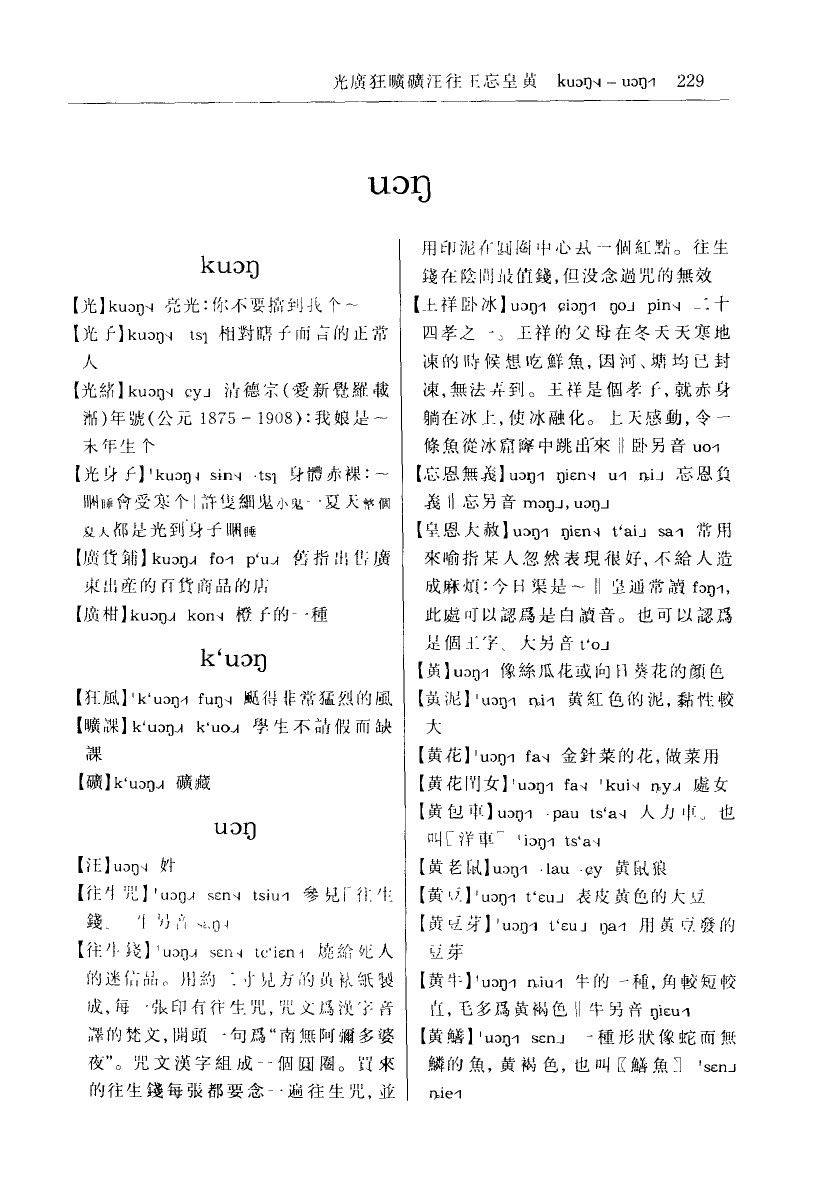 光廣狂曠礦汪往王忘皇黃 kuɔŋ˧˨ – uɔŋ˦ 229
uɔŋ
kuɔŋ
【光】kuɔŋ 亮光:你不要擋到我个~
【光子】kuɔŋ tsɿ 相對瞎子而言的正常
人
【光緒】kuɔŋ ɕy 清德宗(愛新覺羅·載
湉)年號(公元 1875－1908):我娘是~
末年生个
【光身子】ˈkuɔŋ sin ·tsɿ 身體赤裸:~
睏睡會受寒个|許隻細鬼小鬼一夏天整個
夏天都是光到身子睏睡
【廣貨鋪】kuɔŋ fo pʻu 舊指出售廣
東出産的百貨商品的店
【廣柑】kuɔŋ kon 橙子的一種
kʻuɔŋ
【狂風】ˈkʻuɔŋ fuŋ 颳得非常猛烈的風
【曠課】kʻuɔŋ kʻuo 學生不請假而缺
課
【礦】kʻuɔŋ 礦藏
uɔŋ
【汪】uɔŋ 姓
【往生咒】ˈuɔŋ sɛn tsiu 參見〖往生
錢〗 生另音 saŋ
【往生錢】ˈuɔŋ sɛn tɕʻiɛn 燒給死人
的迷信品。用約二寸見方的黃裱紙製
成,每一張印有往生咒,咒文爲漢字音
譯的梵文,開頭一句爲“南無阿彌多婆
夜”。咒文漢字組成一個圓圈。買來
的往生錢每張都要念一遍往生咒,並
用印泥在圓圈中心蓋一個紅點。往生
錢在陰間最值錢,但没念過咒的無效
【王祥卧冰】uɔŋ ɕiɔŋ ŋo pin 二十
四孝之一。王祥的父母在冬天天寒地
凍的時候想吃鮮魚,因河、塘均已封
凍,無法弄到。王祥是個孝子,就赤身
躺在冰上,使冰融化。上天感動,令一
條魚從冰窟窿中跳出來‖卧另音 uo
【忘恩無義】uɔŋ ŋiɛn u ȵi 忘恩負
義‖忘另音 mɔŋ, uɔŋ
【皇恩大赦】uɔŋ ŋiɛn tʻai sa 常用
來喻指某人忽然表現很好,不給人造
成麻煩:今日渠是~‖皇通常讀 fɔŋ,
此處可以認爲是白讀音。也可以認爲
是個王字、大另音 tʻo
【黃】uɔŋ 像絲瓜花或向日葵花的顔色
【黃泥】ˈuɔŋ ȵi 黃紅色的泥,黏性較
大
【黃花】ˈuɔŋ fa 金針菜的花,做菜用
【黃花閨女】ˈuɔŋ fa ˈkui ȵy 處女
【黃包車】uɔŋ ·pau tsʻa 人力車。也
叫〖洋車〗 ˈiɔŋ tsʻa
【黃老鼠】uɔŋ ·lau ·ɕy 黃鼠狼
【黃豆】ˈuɔŋ tʻɛu 表皮黃色的大豆
【黃豆芽】ˈuɔŋ tʻɛu ŋa 用黃豆發的
豆芽
【黃牛】ˈuɔŋ ȵiu 牛的一種,角較短較
直,毛多爲黃褐色‖牛另音 ŋiɛu
【黃鱔】ˈuɔŋ sɛn 一種形狀像蛇而無
鱗的魚,黃褐色,也叫〖鱔魚〗 ˈsɛn
ȵiɛ